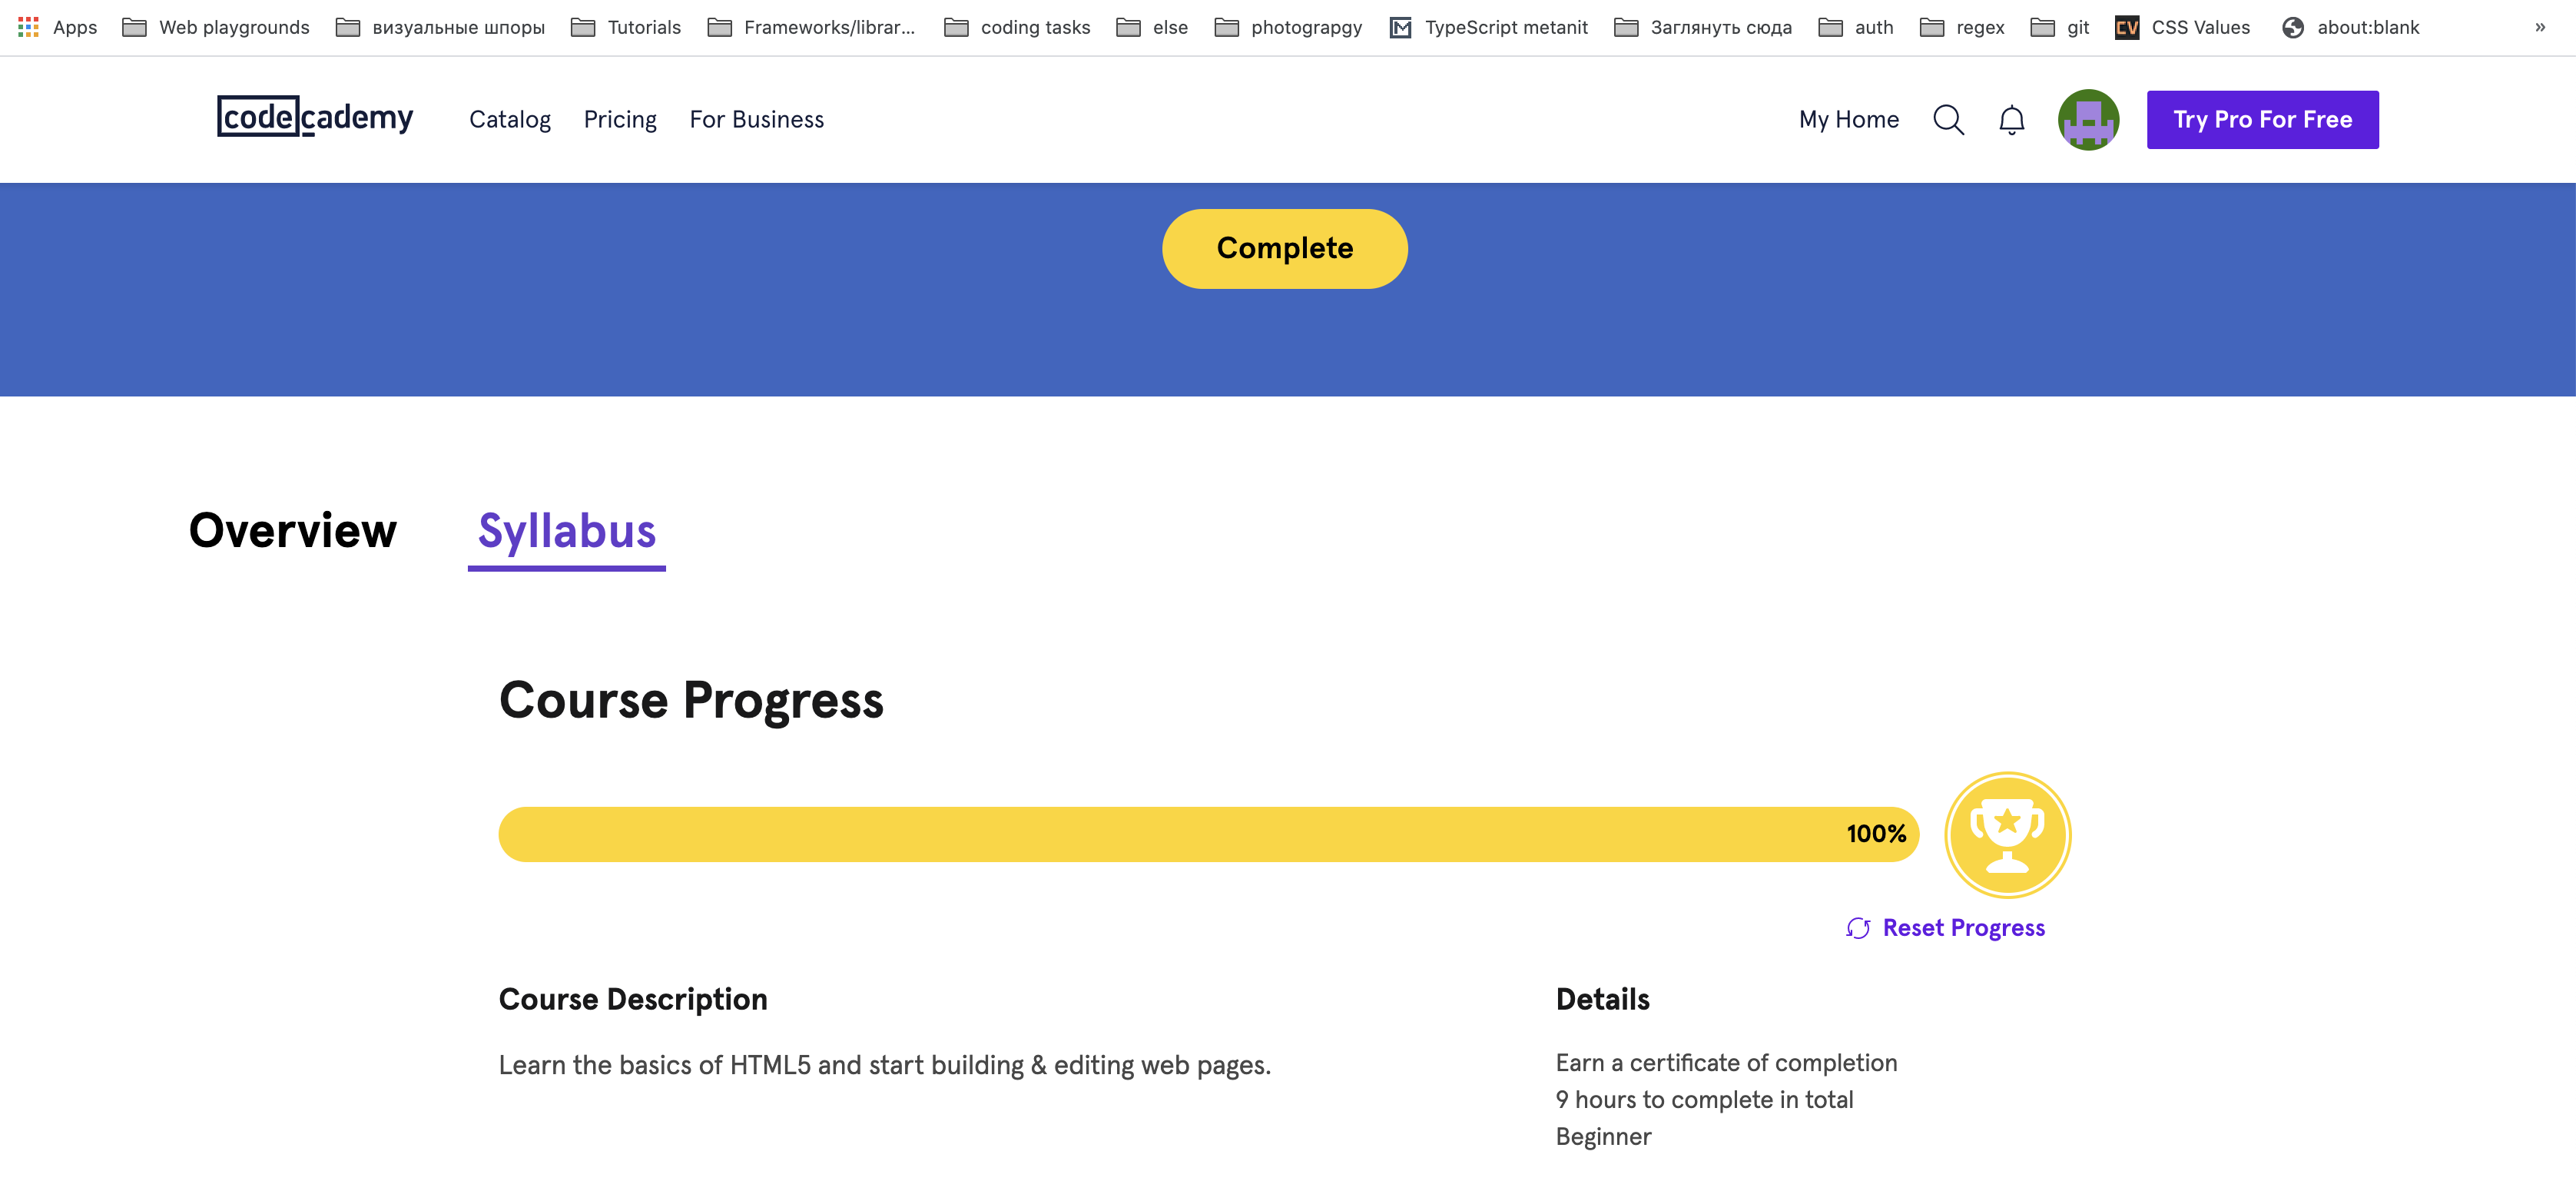 Apps Web playgrounds визуальные шпоры Tutorials Frameworks/librar... coding tasks else photograpgy TypeScript metanit Заглянуть сюда auth regex git CV CSS Values about:blank »
codecademy Catalog Pricing For Business My Home Try Pro For Free
Complete
Overview Syllabus
Course Progress
100%
Reset Progress
Course Description
Learn the basics of HTML5 and start building & editing web pages.
Details
Earn a certificate of completion
9 hours to complete in total
Beginner